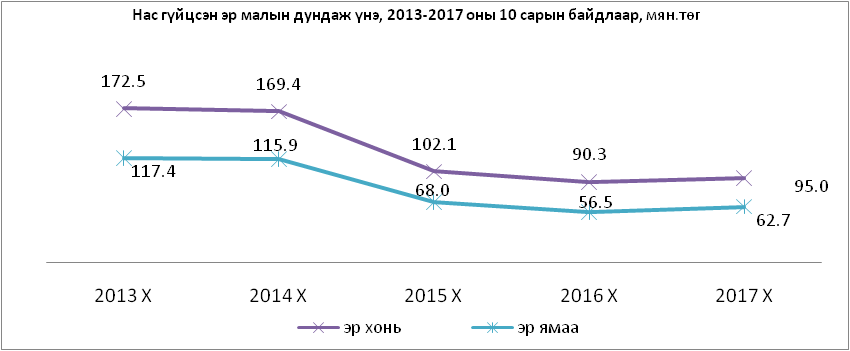 Нас гүйцсэн эр малын дундаж үнэ, 2013-2017 оны 10 сарын байдлаар, мян.төг
172.5
169.4
102.1
90.3
95.0
117.4
115.9
68.0
56.5
62.7
2013 X
2014 X
2015 X
2016 X
2017 X
эр хонь
эр ямаа